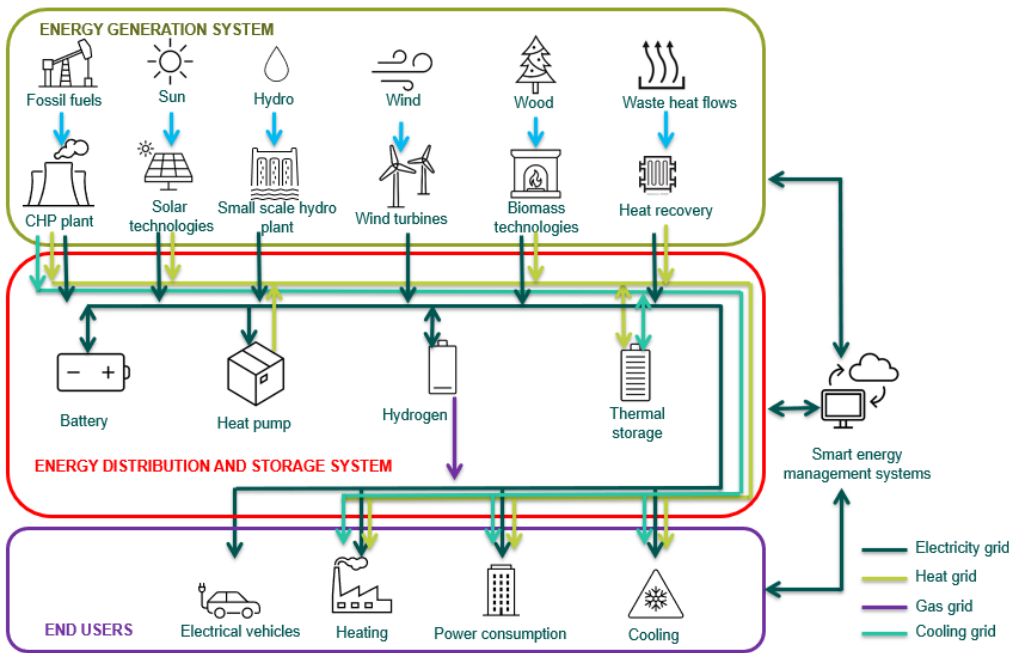 ENERGY GENERATION SYSTEM
Fossil fuels
Sun
Hydro
Wind
Wood
Waste heat flows
CHP plant
Solar
technologies
Small scale hydro
plant
Wind turbines
Biomass
technologies
Heat recovery
Battery
Heat pump
Hydrogen
Thermal
storage
ENERGY DISTRIBUTION AND STORAGE SYSTEM
Smart energy
management systems
Electrical vehicles
Heating
Power consumption
Cooling
END USERS
Electricity grid
Heat grid
Gas grid
Cooling grid